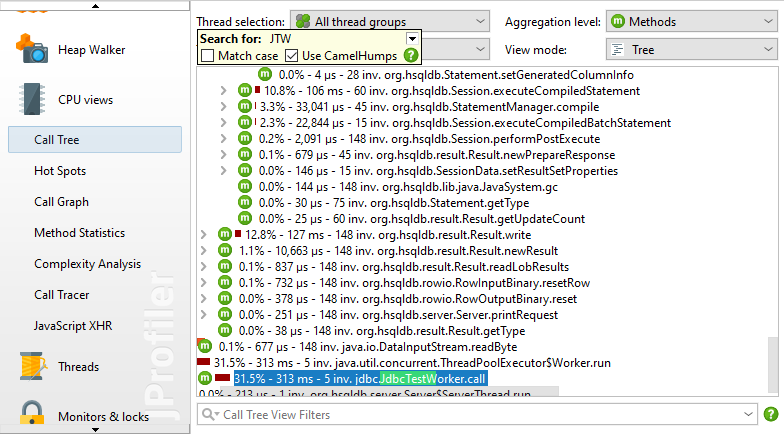 Heap Walker
CPU views
Call Tree
Hot Spots
Call Graph
Method Statistics
Complexity Analysis
Call Tracer
JavaScript XHR
Threads
Monitors & locks
JProfiler
Thread selection: All thread groups
Aggregation level: Methods
Search for: JTW
Match case Use CamelHumps
View mode: Tree
0.0% - 4 µs - 28 inv. org.hsqldb.Statement.setGeneratedColumnInfo
10.8% - 106 ms - 60 inv. org.hsqldb.Session.executeCompiledStatement
3.3% - 33,041 µs - 45 inv. org.hsqldb.StatementManager.compile
2.3% - 22,844 µs - 15 inv. org.hsqldb.Session.executeCompiledBatchStatement
0.2% - 2,091 µs - 148 inv. org.hsqldb.Session.performPostExecute
0.1% - 679 µs - 45 inv. org.hsqldb.result.Result.newPrepareResponse
0.0% - 146 µs - 15 inv. org.hsqldb.SessionData.setResultSetProperties
0.0% - 144 µs - 148 inv. org.hsqldb.lib.java.JavaSystem.gc
0.0% - 30 µs - 75 inv. org.hsqldb.Statement.getType
0.0% - 25 µs - 60 inv. org.hsqldb.result.Result.getUpdateCount
12.8% - 127 ms - 148 inv. org.hsqldb.result.Result.write
1.1% - 10,663 µs - 148 inv. org.hsqldb.result.Result.newResult
0.1% - 837 µs - 148 inv. org.hsqldb.result.Result.readLobResults
0.1% - 732 µs - 148 inv. org.hsqldb.rowio.RowInputBinary.resetRow
0.0% - 378 µs - 148 inv. org.hsqldb.rowio.RowOutputBinary.reset
0.0% - 251 µs - 148 inv. org.hsqldb.server.Server.printRequest
0.0% - 38 µs - 148 inv. org.hsqldb.result.Result.getType
0.1% - 677 µs - 148 inv. java.io.DataInputStream.readByte
31.5% - 313 ms - 5 inv. java.util.concurrent.ThreadPoolExecutor$Worker.run
31.5% - 313 ms - 5 inv. jdbc.JdbcTestWorker.call
0.0% - 213 µs - 1 inv. org.hsqldb.server.Server$ServerThread.run
Call Tree View Filters